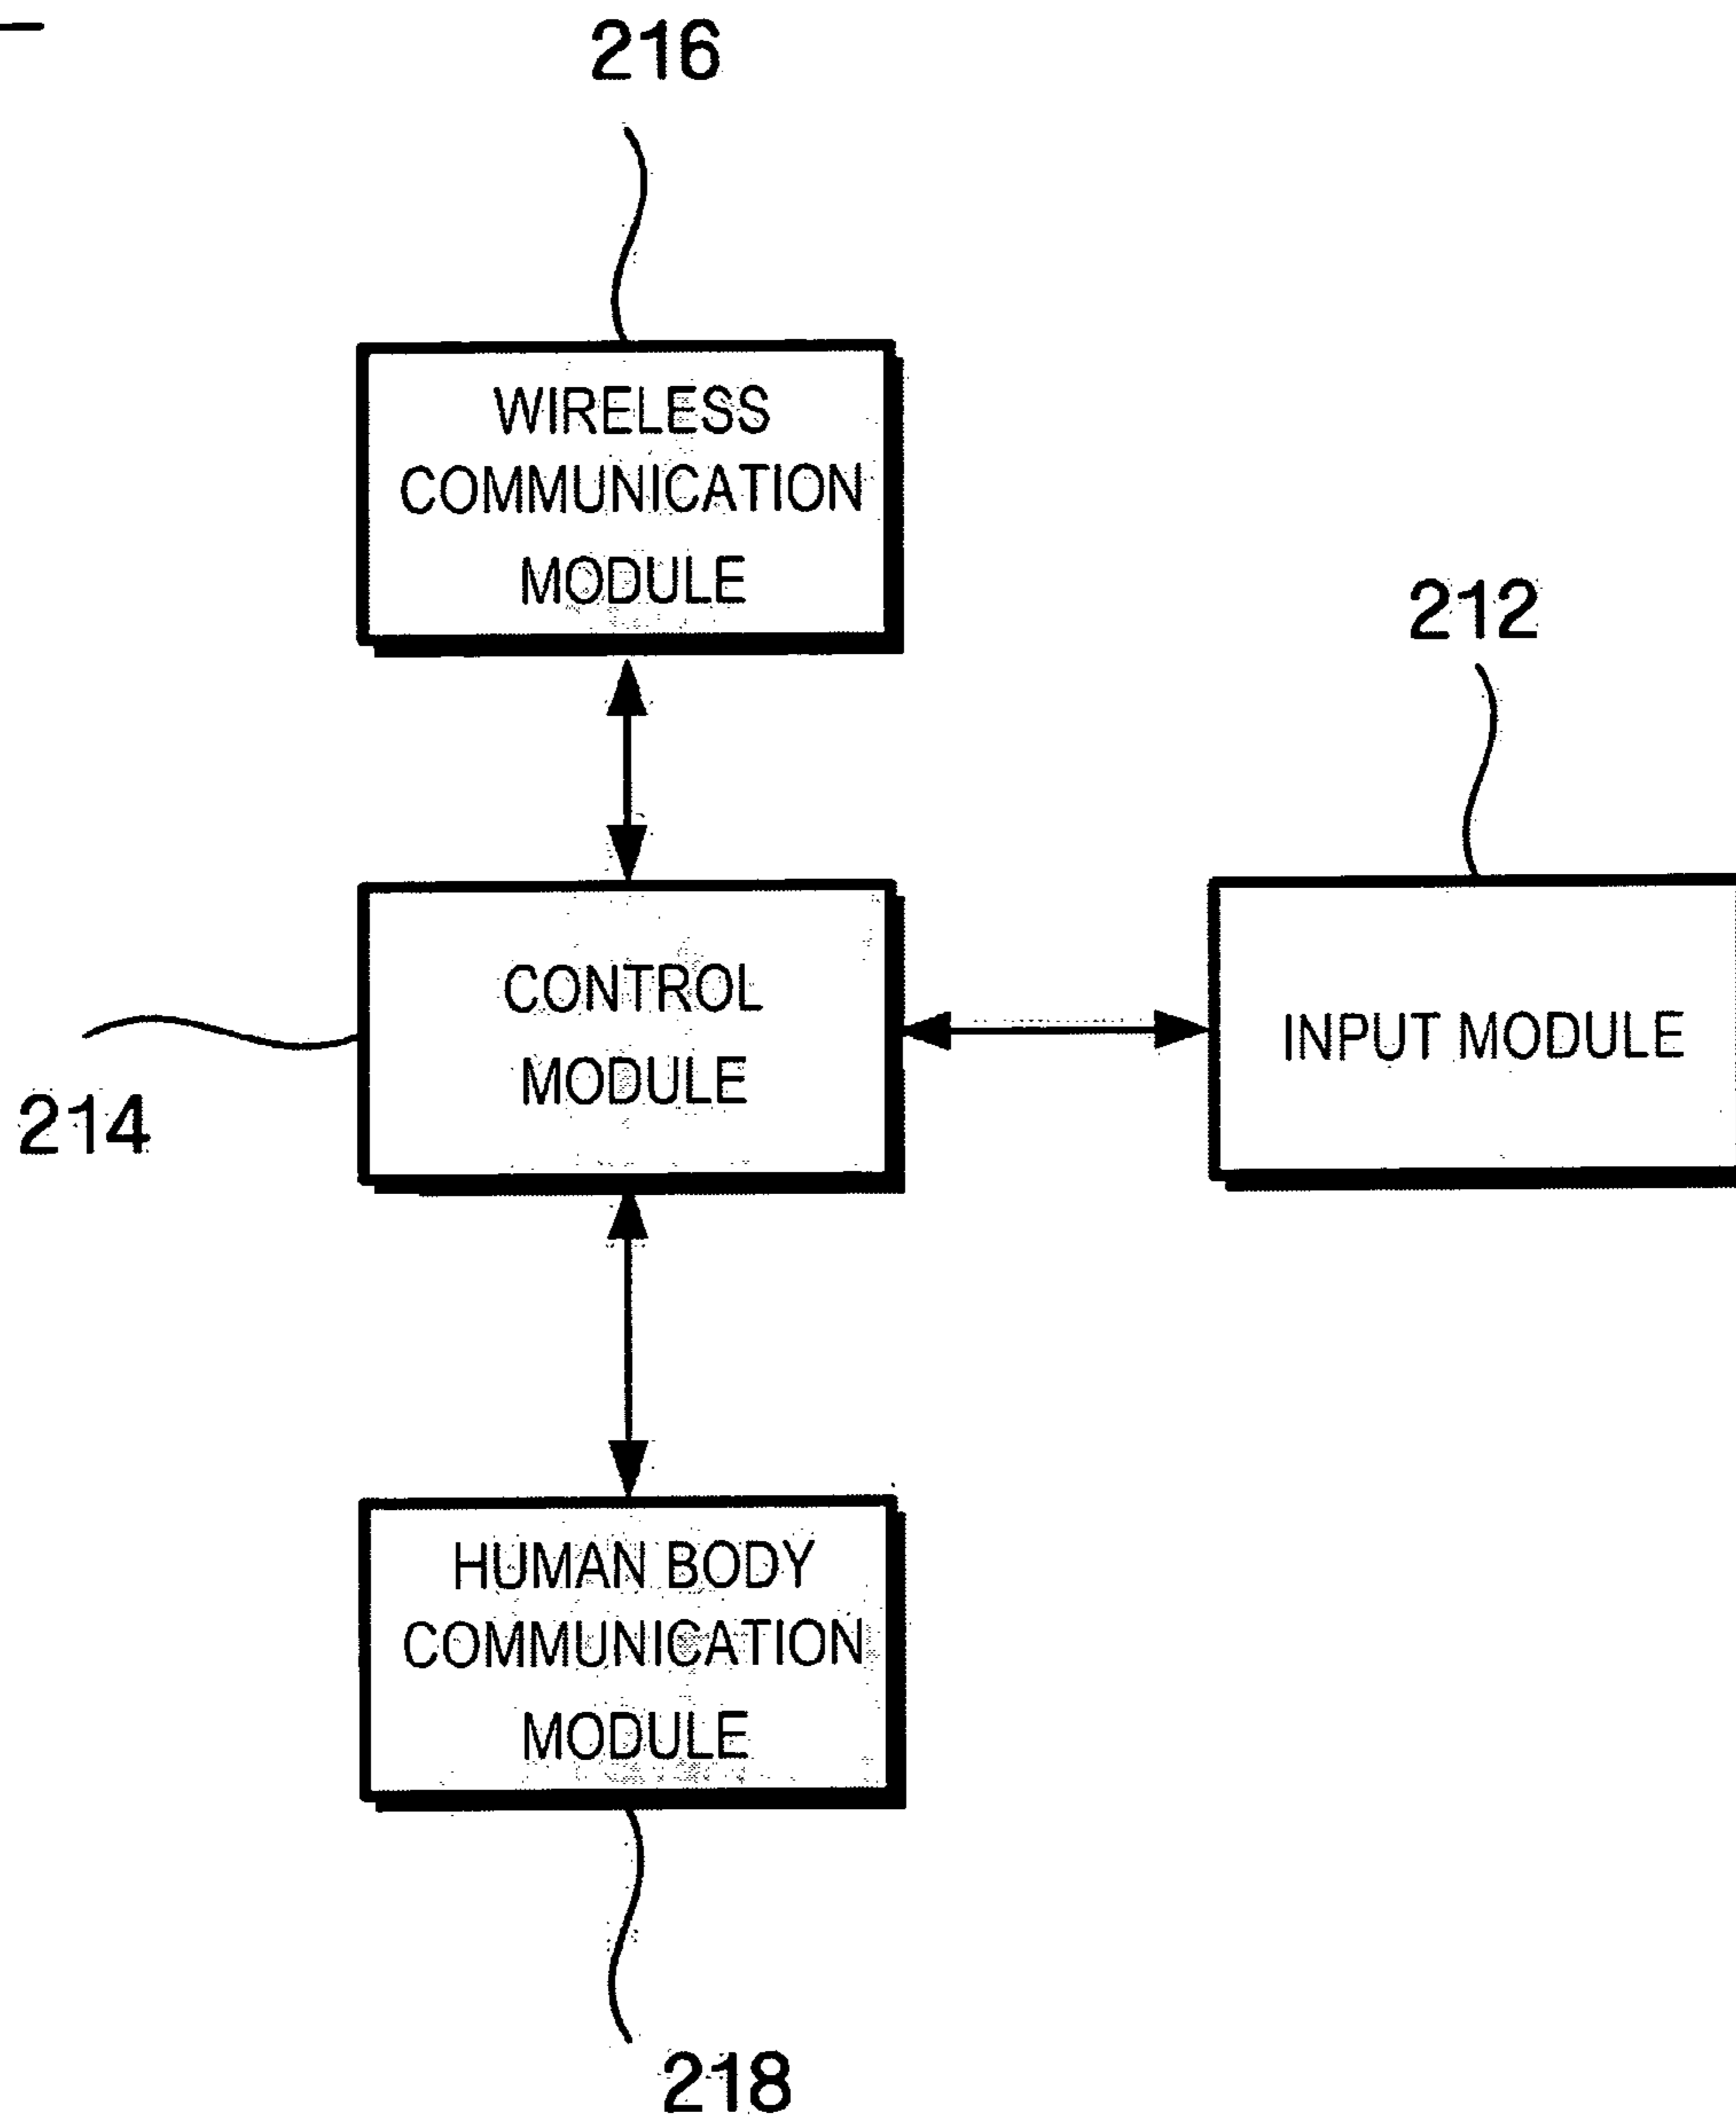 216
WIRELESS
COMMUNICATION
MODULE
212
CONTROL
MODULE
INPUT MODULE
214
HUMAN BODY
COMMUNICATION
MODULE
218